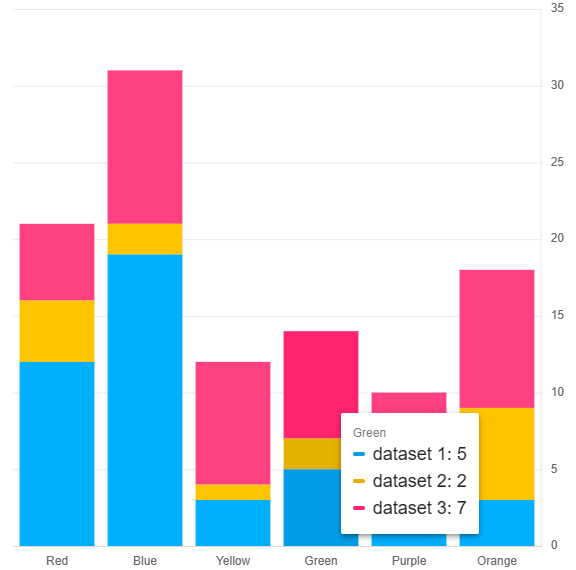 35
30
25
20
15
10
5
0
Green
dataset 1: 5
dataset 2: 2
dataset 3: 7
Red Blue Yellow Green Purple Orange